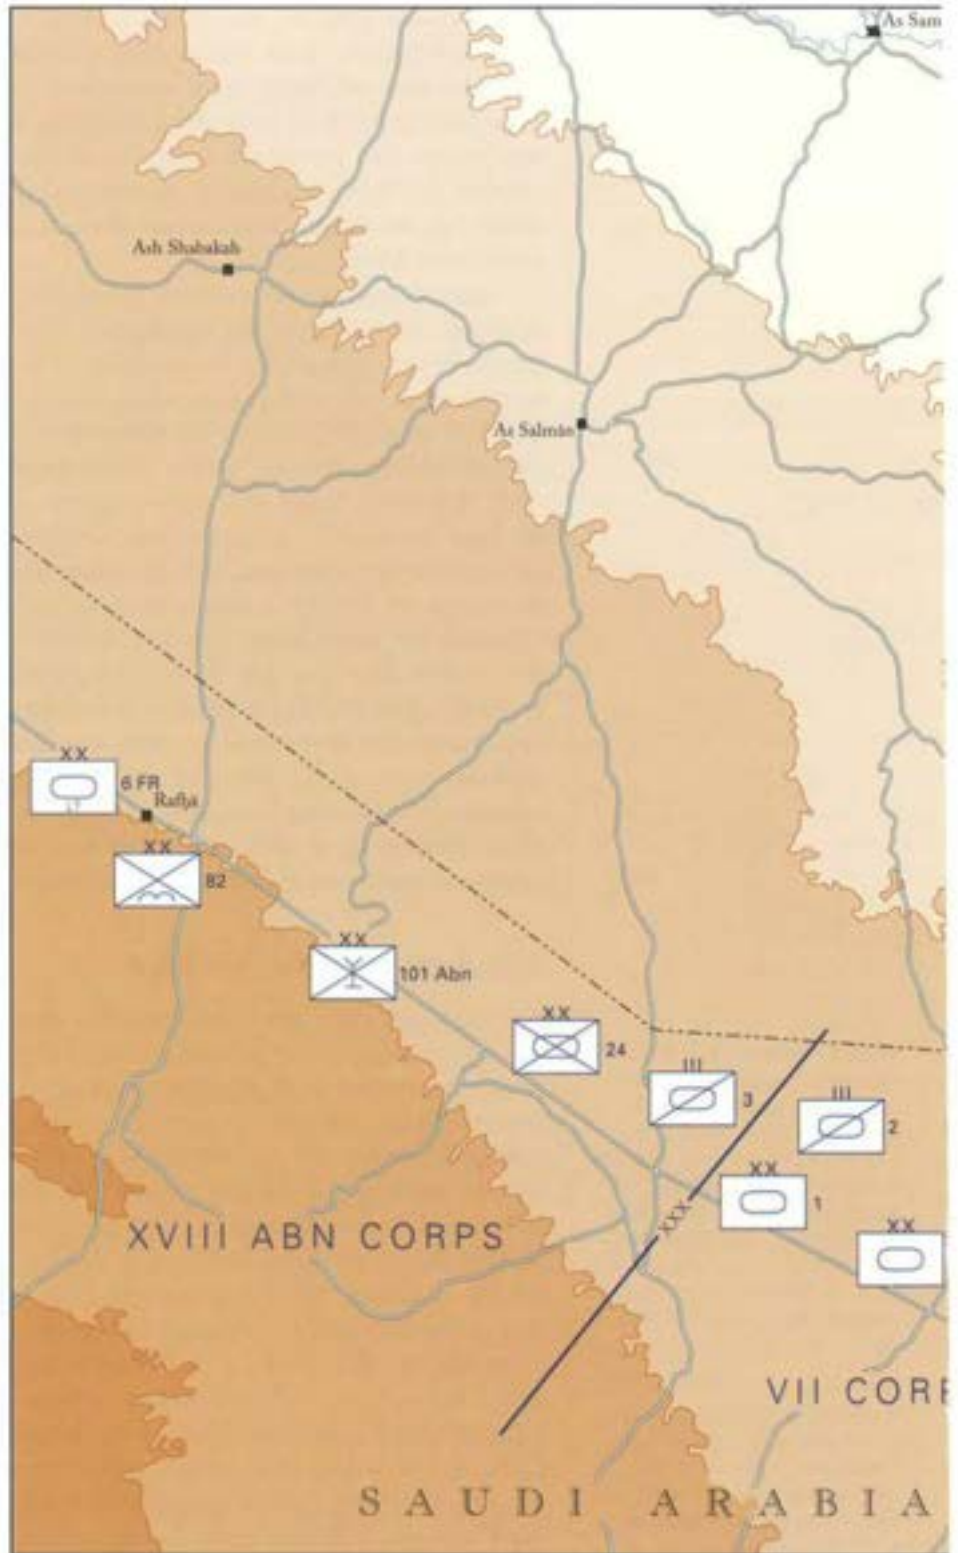 As Sam
Ash Shabakah
As Salmān
XX
6 FR
Rafḥā
XX
82
XX
101 Abn
XX
24
III
3
III
2
XX
1
XX
XXX
XVIII ABN CORPS
VII CORP
SAUDI ARABIA